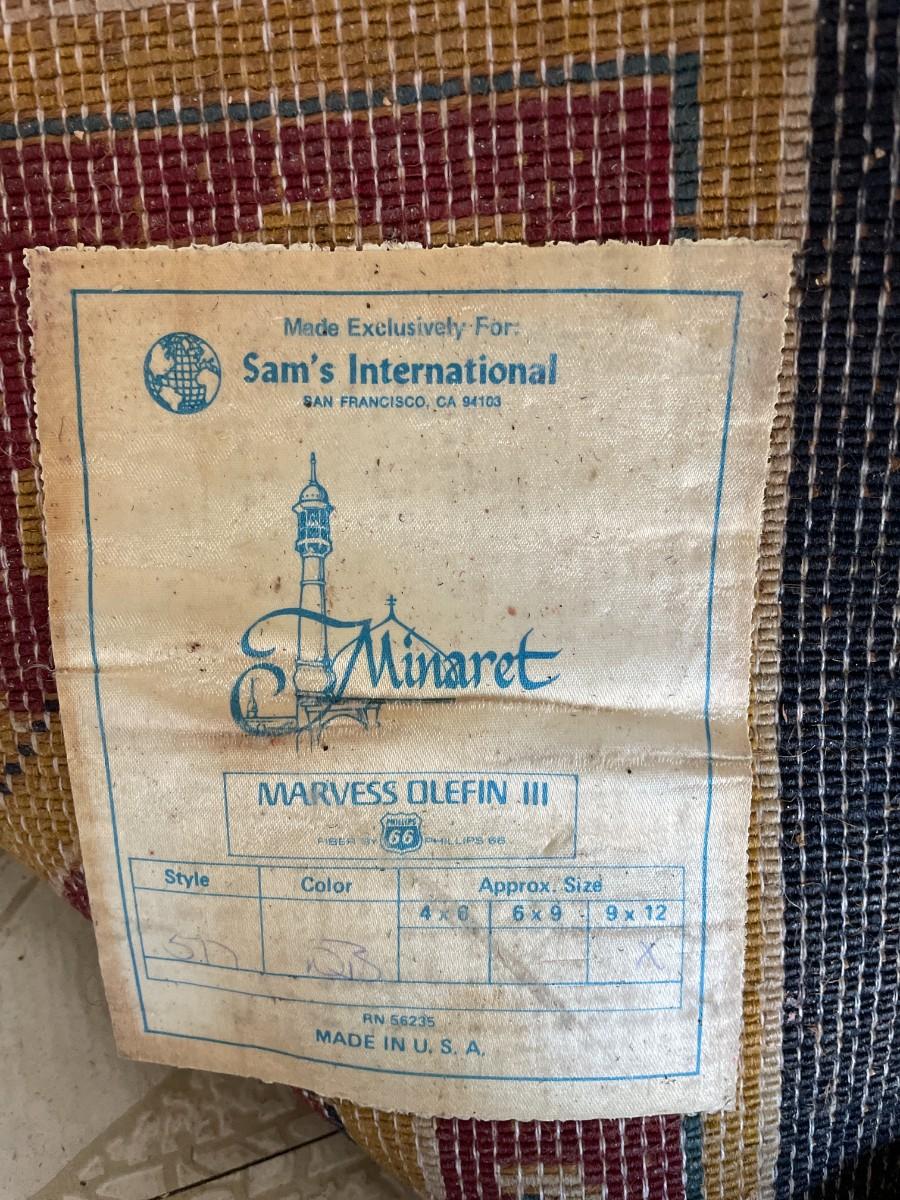 Made Exclusively For:
Sam's International
SAN FRANCISCO, CA 94103
Minaret
MARVESS OLEFIN III
FIBER BY PHILLIPS 66 PHILLIPS 66
Style Color Approx. Size
4 x 6 6 x 9 9 x 12
X
RN 56235
MADE IN U. S. A.